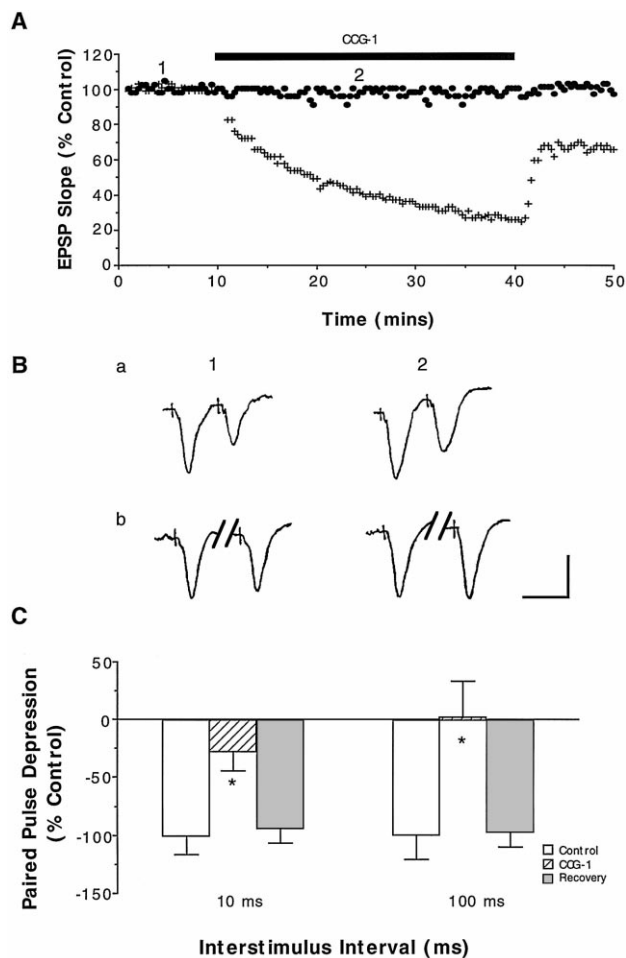 A
CCG-1
1
2
120
100
80
60
40
20
0
EPSP Slope (% Control)
0 10 20 30 40 50
Time (mins)
B
a
1
2
b
C
50
0
-50
-100
-150
Paired Pulse Depression
(% Control)
*
*
Control
CCG-1
Recovery
10 ms
100 ms
Interstimulus Interval (ms)